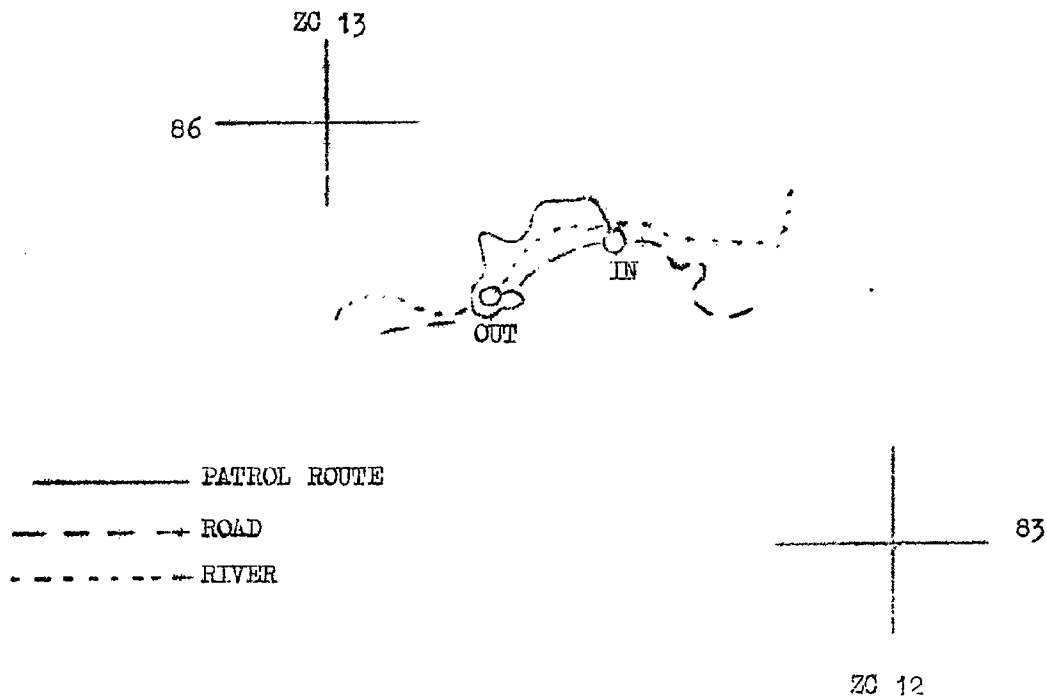 ZC 13
86
IN
OUT
PATROL ROUTE
ROAD
RIVER
83
ZC 12